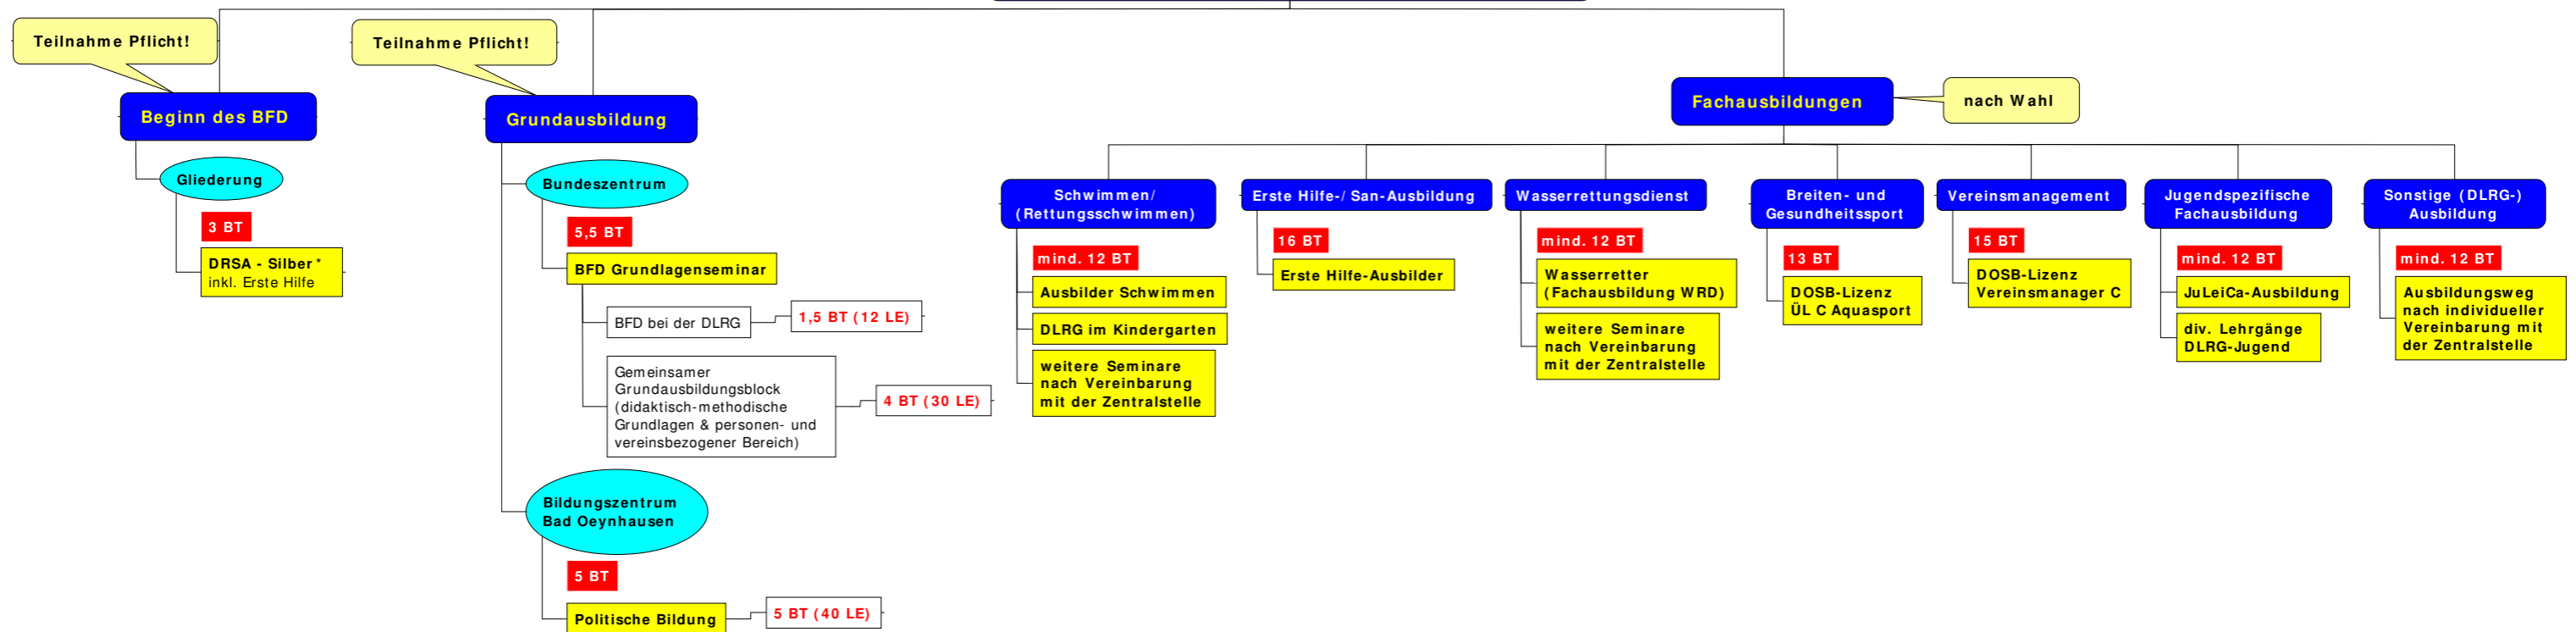 Teilnahme Pflicht!
Beginn des BFD
Gliederung
3 BT
DRSA - Silber *
inkl. Erste Hilfe
Teilnahme Pflicht!
Grundausbildung
Bundeszentrum
5,5 BT
BFD Grundlagenseminar
BFD bei der DLRG
1,5 BT (12 LE)
Gemeinsamer
Grundausbildungsblock
(didaktisch-methodische
Grundlagen & personen- und
vereinsbezogener Bereich)
4 BT (30 LE)
Bildungszentrum
Bad Oeynhausen
5 BT
Politische Bildung
5 BT (40 LE)
Fachausbildungen
nach Wahl
Schwimmen/
(Rettungsschwimmen)
mind. 12 BT
Ausbilder Schwimmen
DLRG im Kindergarten
weitere Seminare
nach Vereinbarung
mit der Zentralstelle
Erste Hilfe-/ San-Ausbildung
16 BT
Erste Hilfe-Ausbilder
Wasserrettungsdienst
mind. 12 BT
Wasserretter
(Fachausbildung WRD)
weitere Seminare
nach Vereinbarung
mit der Zentralstelle
Breiten- und
Gesundheitssport
13 BT
DOSB-Lizenz
ÜL C Aquasport
Vereinsmanagement
15 BT
DOSB-Lizenz
Vereinsmanager C
Jugendspezifische
Fachausbildung
mind. 12 BT
JuLeiCa-Ausbildung
div. Lehrgänge
DLRG-Jugend
Sonstige (DLRG-)
Ausbildung
mind. 12 BT
Ausbildungsweg
nach individueller
Vereinbarung mit
der Zentralstelle